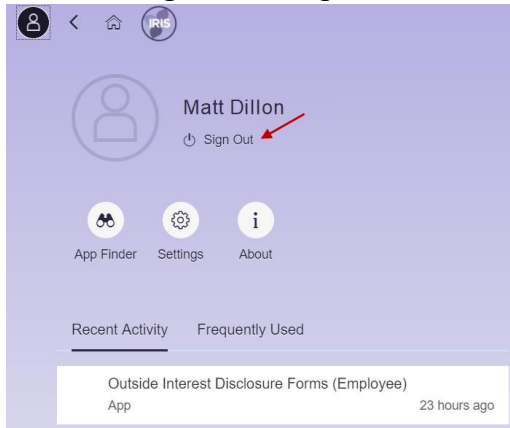 IRIS
Matt Dillon
Sign Out
App Finder Settings About
Recent Activity Frequently Used
Outside Interest Disclosure Forms (Employee)
App 23 hours ago